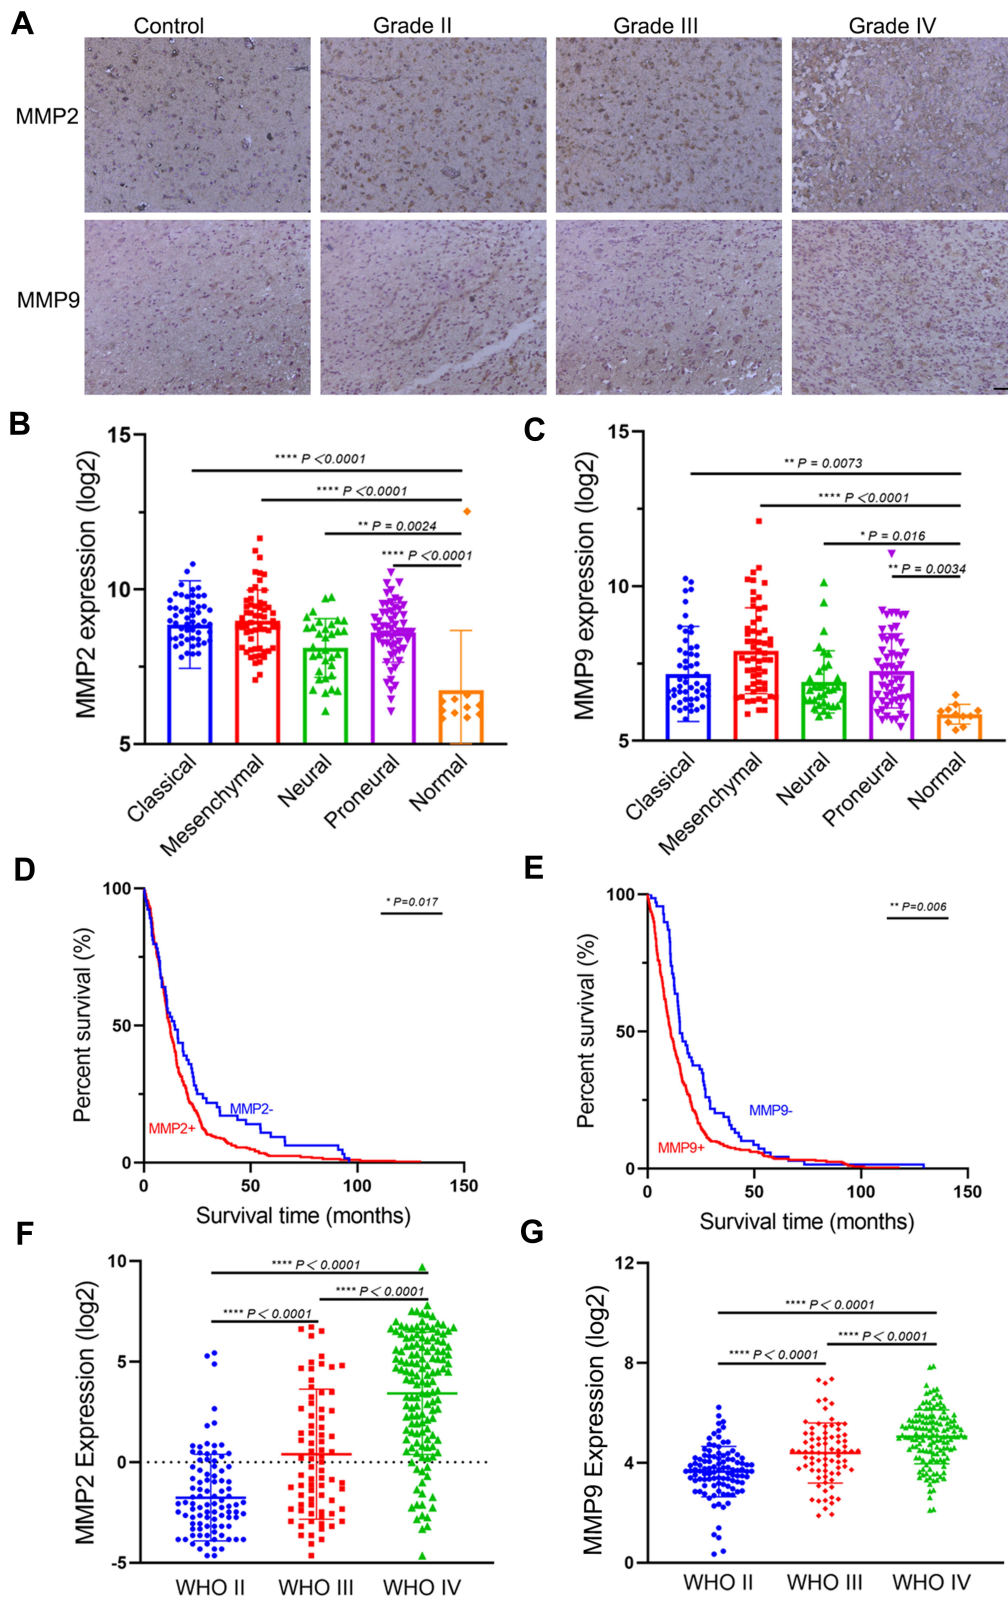 A
Control
Grade II
Grade III
Grade IV
MMP2
MMP9
B
MMP2 expression (log2)
15
10
5
**** P <0.0001
**** P <0.0001
** P = 0.0024
**** P <0.0001
Classical
Mesenchymal
Neural
Proneural
Normal
C
MMP9 expression (log2)
15
10
5
** P = 0.0073
**** P <0.0001
* P = 0.016
** P = 0.0034
Classical
Mesenchymal
Neural
Proneural
Normal
D
Percent survival (%)
100
50
0
* P=0.017
MMP2-
MMP2+
0
50
100
150
Survival time (months)
E
Percent survival (%)
100
50
0
** P=0.006
MMP9-
MMP9+
0
50
100
150
Survival time (months)
F
MMP2 Expression (log2)
10
5
0
-5
**** P < 0.0001
**** P < 0.0001
**** P < 0.0001
WHO II
WHO III
WHO IV
G
MMP9 Expression (log2)
12
8
4
0
**** P < 0.0001
**** P < 0.0001
**** P < 0.0001
WHO II
WHO III
WHO IV